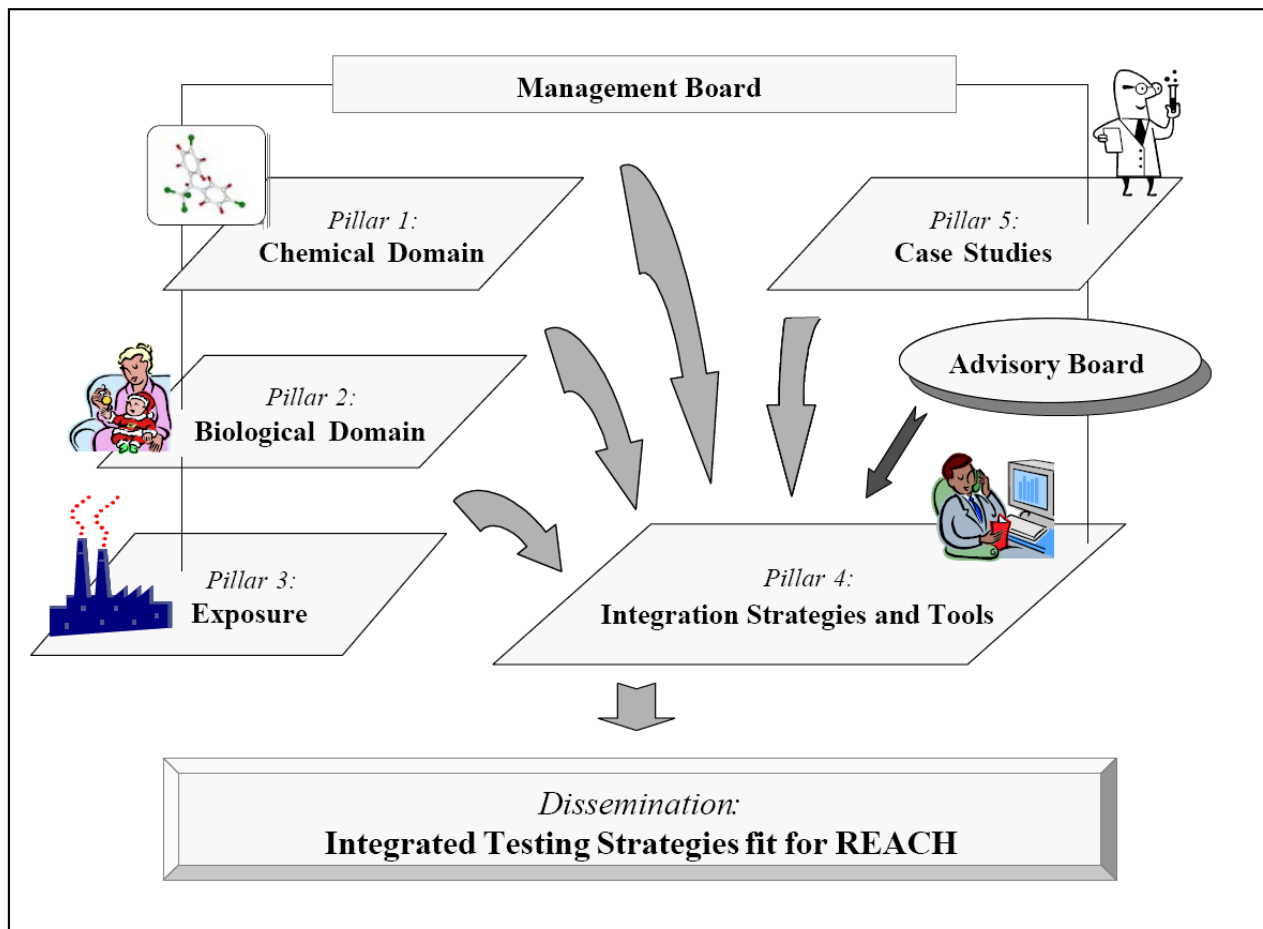 Management Board
Pillar 1:
Chemical Domain
Pillar 5:
Case Studies
Advisory Board
Pillar 2:
Biological Domain
Pillar 3:
Exposure
Pillar 4:
Integration Strategies and Tools
Dissemination:
Integrated Testing Strategies fit for REACH